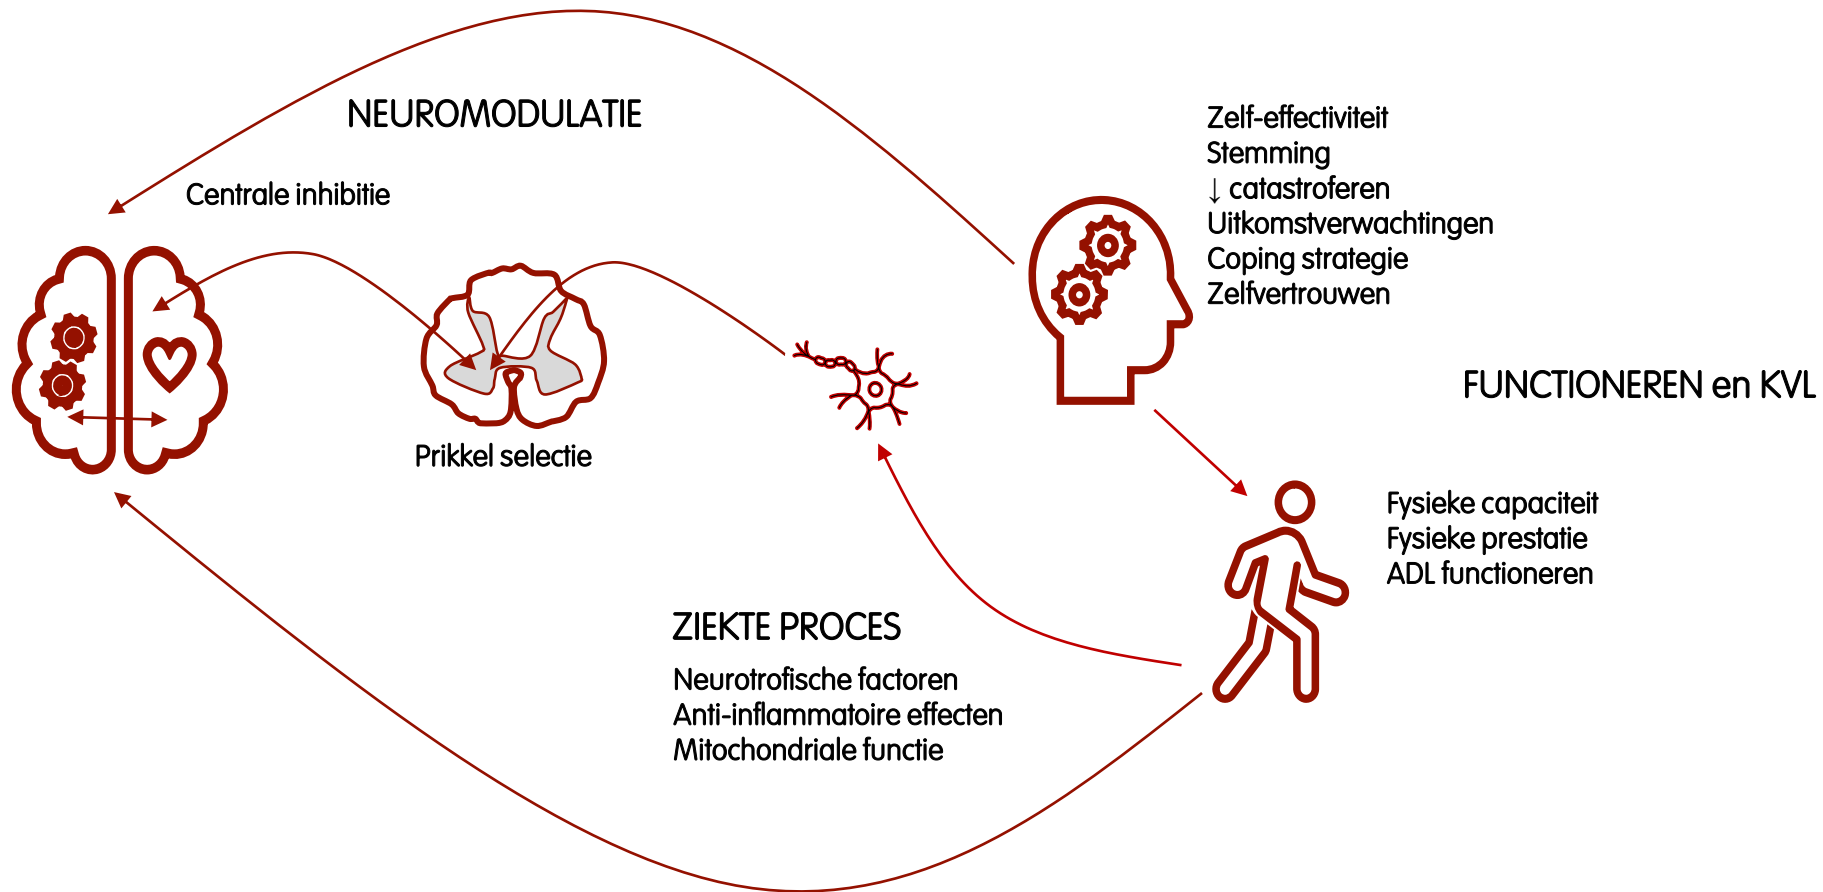 NEUROMODULATIE
Centrale inhibitie
Prikkel selectie
Zelf-effectiviteit
Stemming
↓ catastroferen
Uitkomstverwachtingen
Coping strategie
Zelfvertrouwen
FUNCTIONEREN en KVL
Fysieke capaciteit
Fysieke prestatie
ADL functioneren
ZIEKTE PROCES
Neurotrofische factoren
Anti-inflammatoire effecten
Mitochondriale functie